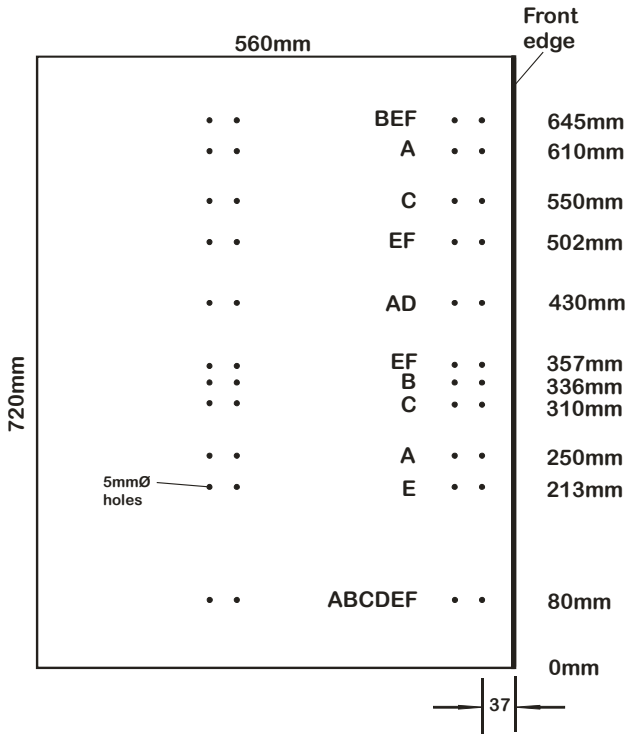 Front
edge
560mm
BEF 645mm
A 610mm
C 550mm
EF 502mm
AD 430mm
EF 357mm
B 336mm
C 310mm
720mm
A 250mm
5mmØ
holes
E 213mm
ABCDEF 80mm
0mm
37